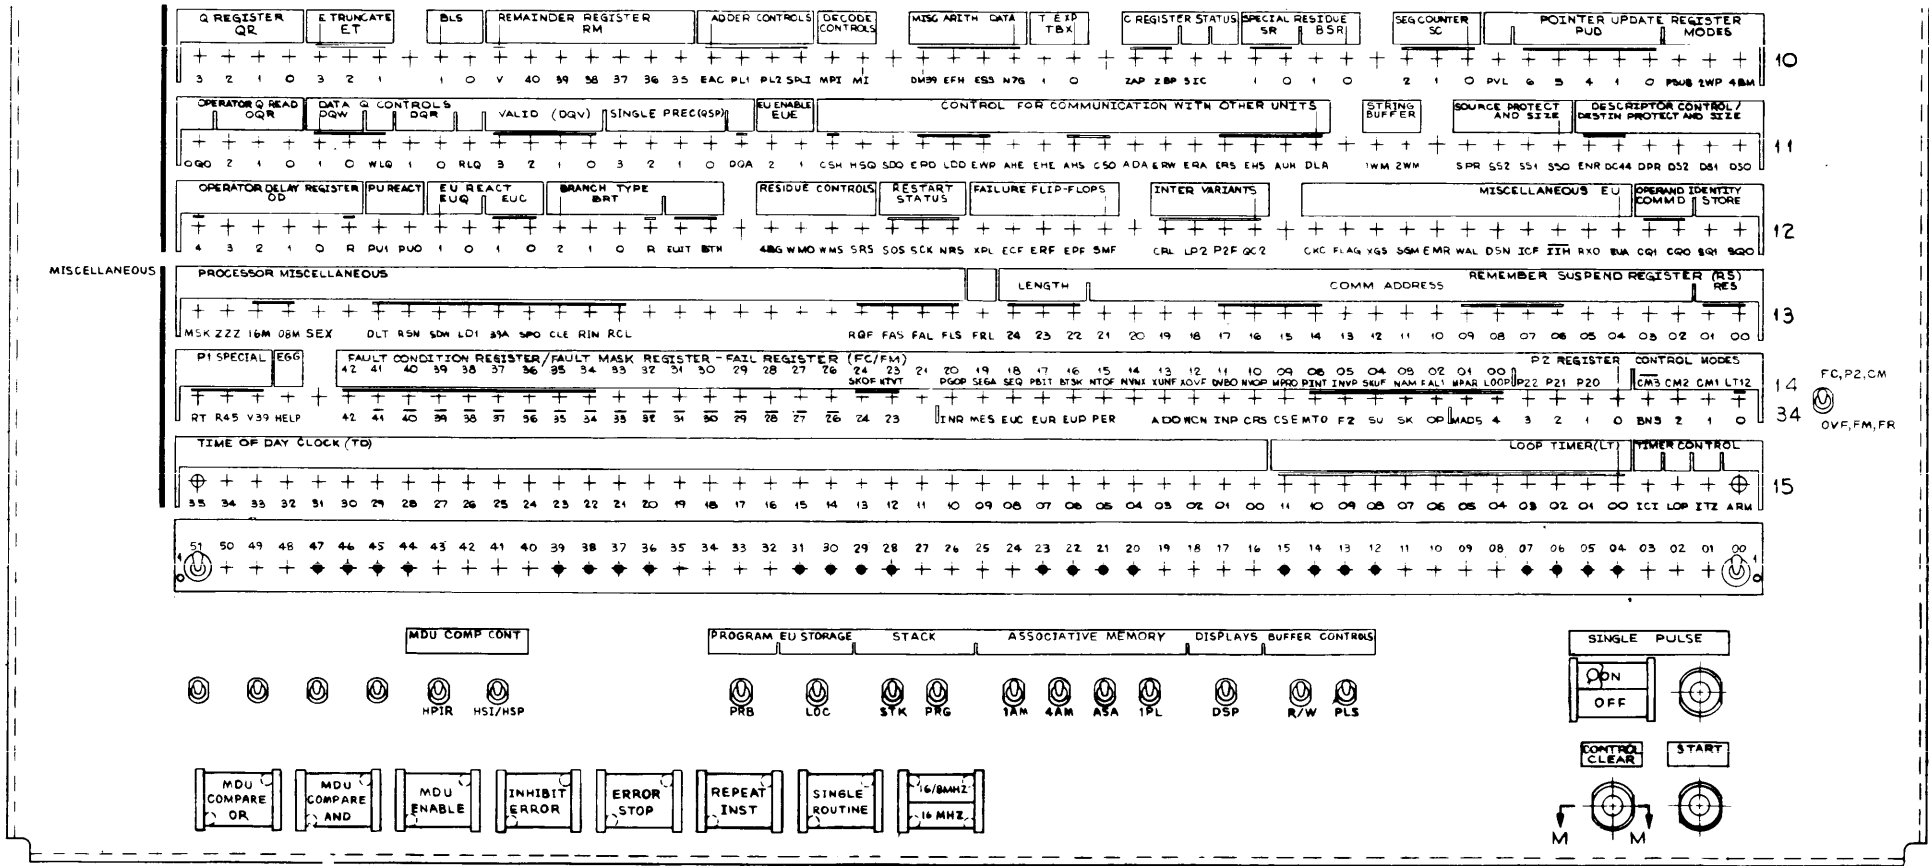 Q REGISTER QR E TRUNCATE ET BLS REMAINDER REGISTER RM ADDER CONTROLS DECODE CONTROLS MISC ARITH DATA T EXP TBX C REGISTER STATUS SPECIAL SR RESIDUE BSR SEG COUNTER SC POINTER UPDATE REGISTER PUD MODES
3 2 1 0 3 2 1 1 0 V 40 39 38 37 36 35 EAC PL1 PL2 SPLI MPI MI DM39 EFH ES5 N7G 1 0 ZAP ZBP SIC 1 0 1 0 2 1 0 PVL 6 5 4 1 0 PSUB 2WP 4BM
10
OPERATOR Q READ OQR DATA Q CONTROLS DQW DQR VALID (DQV) SINGLE PREC(QSP) EU ENABLE EUE CONTROL FOR COMMUNICATION WITH OTHER UNITS STRING BUFFER SOURCE PROTECT AND SIZE DESCRIPTOR CONTROL / DESTIN PROTECT AND SIZE
OQO 2 1 0 1 0 WLQ 1 0 RLQ 3 2 1 0 3 2 1 0 DQA 2 1 CSH HSQ SDQ ERD LDD EWP AHE EHE AHS CSO ADA ERW ERA ERS EHS AUH DLA 1WM 2WM SPR SS2 SS1 SSO ENR DC44 DPR DS2 DS1 DSO
11
OPERATOR DELAY REGISTER OD PU REACT EU REACT EUQ EUC BRANCH TYPE BRT RESIDUE CONTROLS RESTART STATUS FAILURE FLIP-FLOPS INTER VARIANTS MISCELLANEOUS EU OPERAND IDENTITY COMMD STORE
4 3 2 1 0 R PU1 PUO 1 0 1 0 2 1 0 R EUIT BTH 4BG WMO WMS SRS SOS SCK NRS XPL ECF ERF EPF SMF CRL LP2 P2F QC2 CKC FLAG XGS SGM EMR WAL DSN ICF IIH RXO EUA CQ1 CQO SQ1 SQO
12
MISCELLANEOUS
PROCESSOR MISCELLANEOUS LENGTH COMM ADDRESS REMEMBER SUSPEND REGISTER (RS) RES
MSK ZZZ 16M 08M SEX DLT RSN SDM LD1 39A SPO CLE RIN RCL RQF FAS FAL FLS FRL 24 23 22 21 20 19 18 17 16 15 14 13 12 11 10 09 08 07 06 05 04 03 02 01 00
13
P1 SPECIAL EGG FAULT CONDITION REGISTER/FAULT MASK REGISTER - FAIL REGISTER (FC/FM) P2 REGISTER CONTROL MODES
42 41 40 39 38 37 36 35 34 33 32 31 30 29 28 27 26 24 23 21 20 19 18 17 16 15 14 13 12 11 10 09 08 05 04 03 02 01 00
SKOF NTVT PGOP SEGA SEQ PBIT BTSK NTOF NVNX XUNF AOVF DVBO NVOP MPRO PINT INVP SKUF NAM FAL1 MPAR LOOP P22 P21 P20 CM3 CM2 CM1 LT12
14
FC, P2, CM
RT R45 V39 HELP 42 41 40 39 38 37 36 35 34 33 32 31 30 29 28 27 26 24 23 INR MES EUC EUR EUP PER ADD WCN INP CRS CSE MTO F2 SU SK OP MADS 4 3 2 1 0 BNS 2 1 0
34
OVF, FM, FR
TIME OF DAY CLOCK (TD) LOOP TIMER(LT) TIMER CONTROL
35 34 33 32 31 30 29 28 27 26 25 24 23 22 21 20 19 18 17 16 15 14 13 12 11 10 09 08 07 06 05 04 03 02 01 00 11 10 09 08 07 06 05 04 03 02 01 00 ICI LOP ITZ ARM
15
51 50 49 48 47 46 45 44 43 42 41 40 39 38 37 36 35 34 33 32 31 30 29 28 27 26 25 24 23 22 21 20 19 18 17 16 15 14 13 12 11 10 09 08 07 06 05 04 03 02 01 00
1 0 1 0
MDU COMP CONT PROGRAM EU STORAGE STACK ASSOCIATIVE MEMORY DISPLAYS BUFFER CONTROLS SINGLE PULSE
HPIR HSI/HSP PRB LOC STK PRG 1AM 4AM ASA 1PL DSP R/W PLS
ON
OFF
CONTROL CLEAR START
MDU COMPARE OR
MDU COMPARE AND
MDU ENABLE
INHIBIT ERROR
ERROR STOP
REPEAT INST
SINGLE ROUTINE
16/8MHZ
16 MHZ
M M